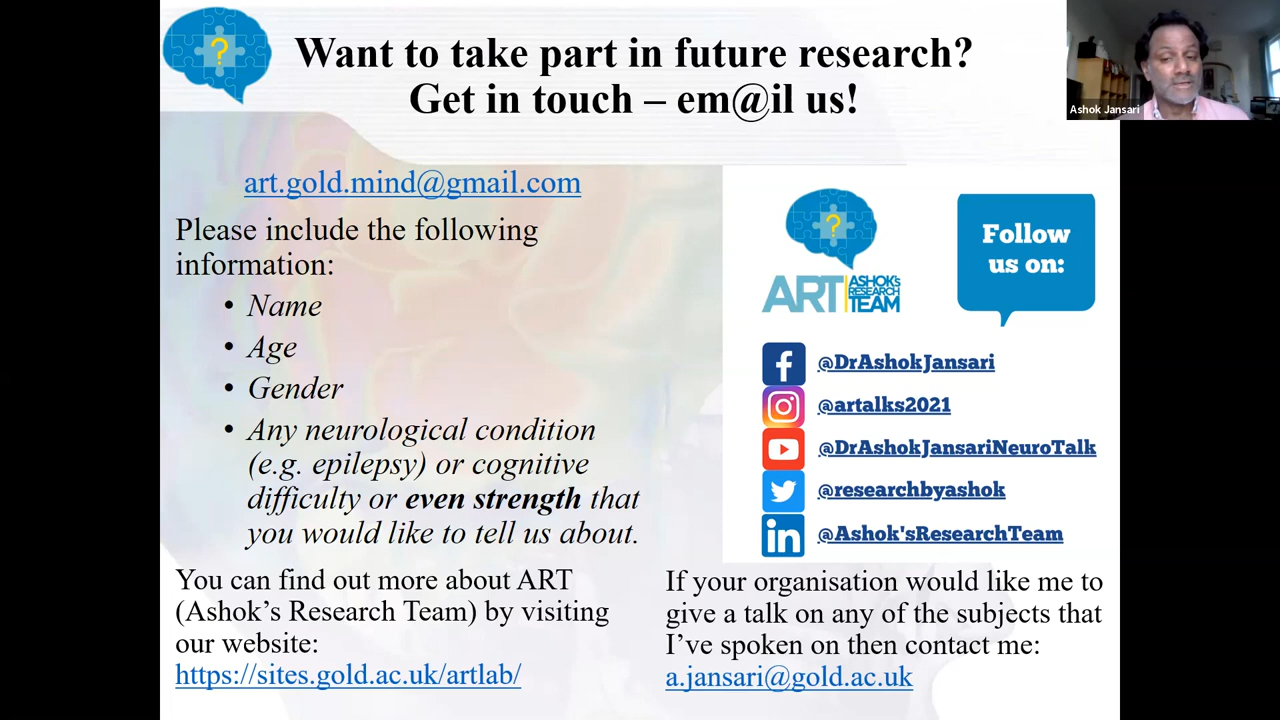 Want to take part in future research?
Get in touch – em@il us!
Ashok Jansari
art.gold.mind@gmail.com
Please include the following
information:
• Name
• Age
• Gender
• Any neurological condition
(e.g. epilepsy) or cognitive
difficulty or even strength that
you would like to tell us about.
You can find out more about ART
(Ashok’s Research Team) by visiting
our website:
https://sites.gold.ac.uk/artlab/
?
?
ART
ASHOK's
RESEARCH
TEAM
Follow
us on:
@DrAshokJansari
@artalks2021
@DrAshokJansariNeuroTalk
@researchbyashok
in
@Ashok'sResearchTeam
If your organisation would like me to
give a talk on any of the subjects that
I’ve spoken on then contact me:
a.jansari@gold.ac.uk